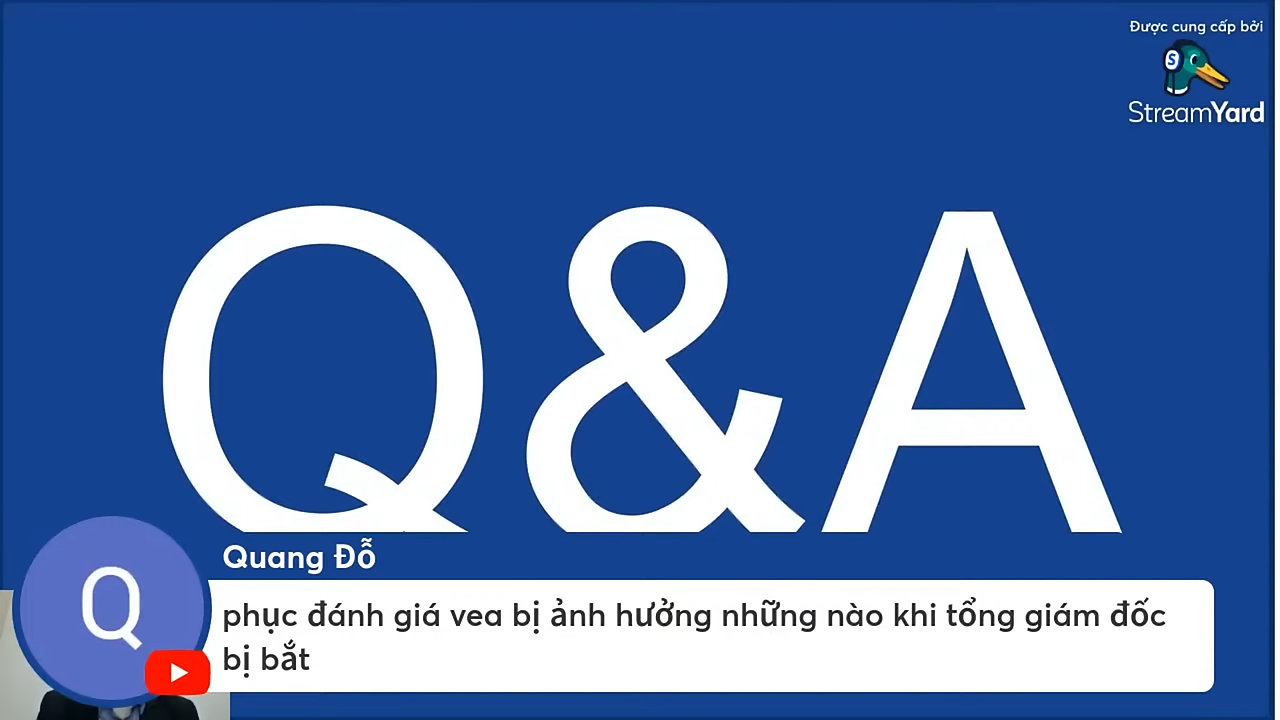 Được cung cấp bởi
S
StreamYard
Q&A
Q
Quang Đỗ
phục đánh giá vea bị ảnh hưởng những nào khi tổng giám đốc
bị bắt